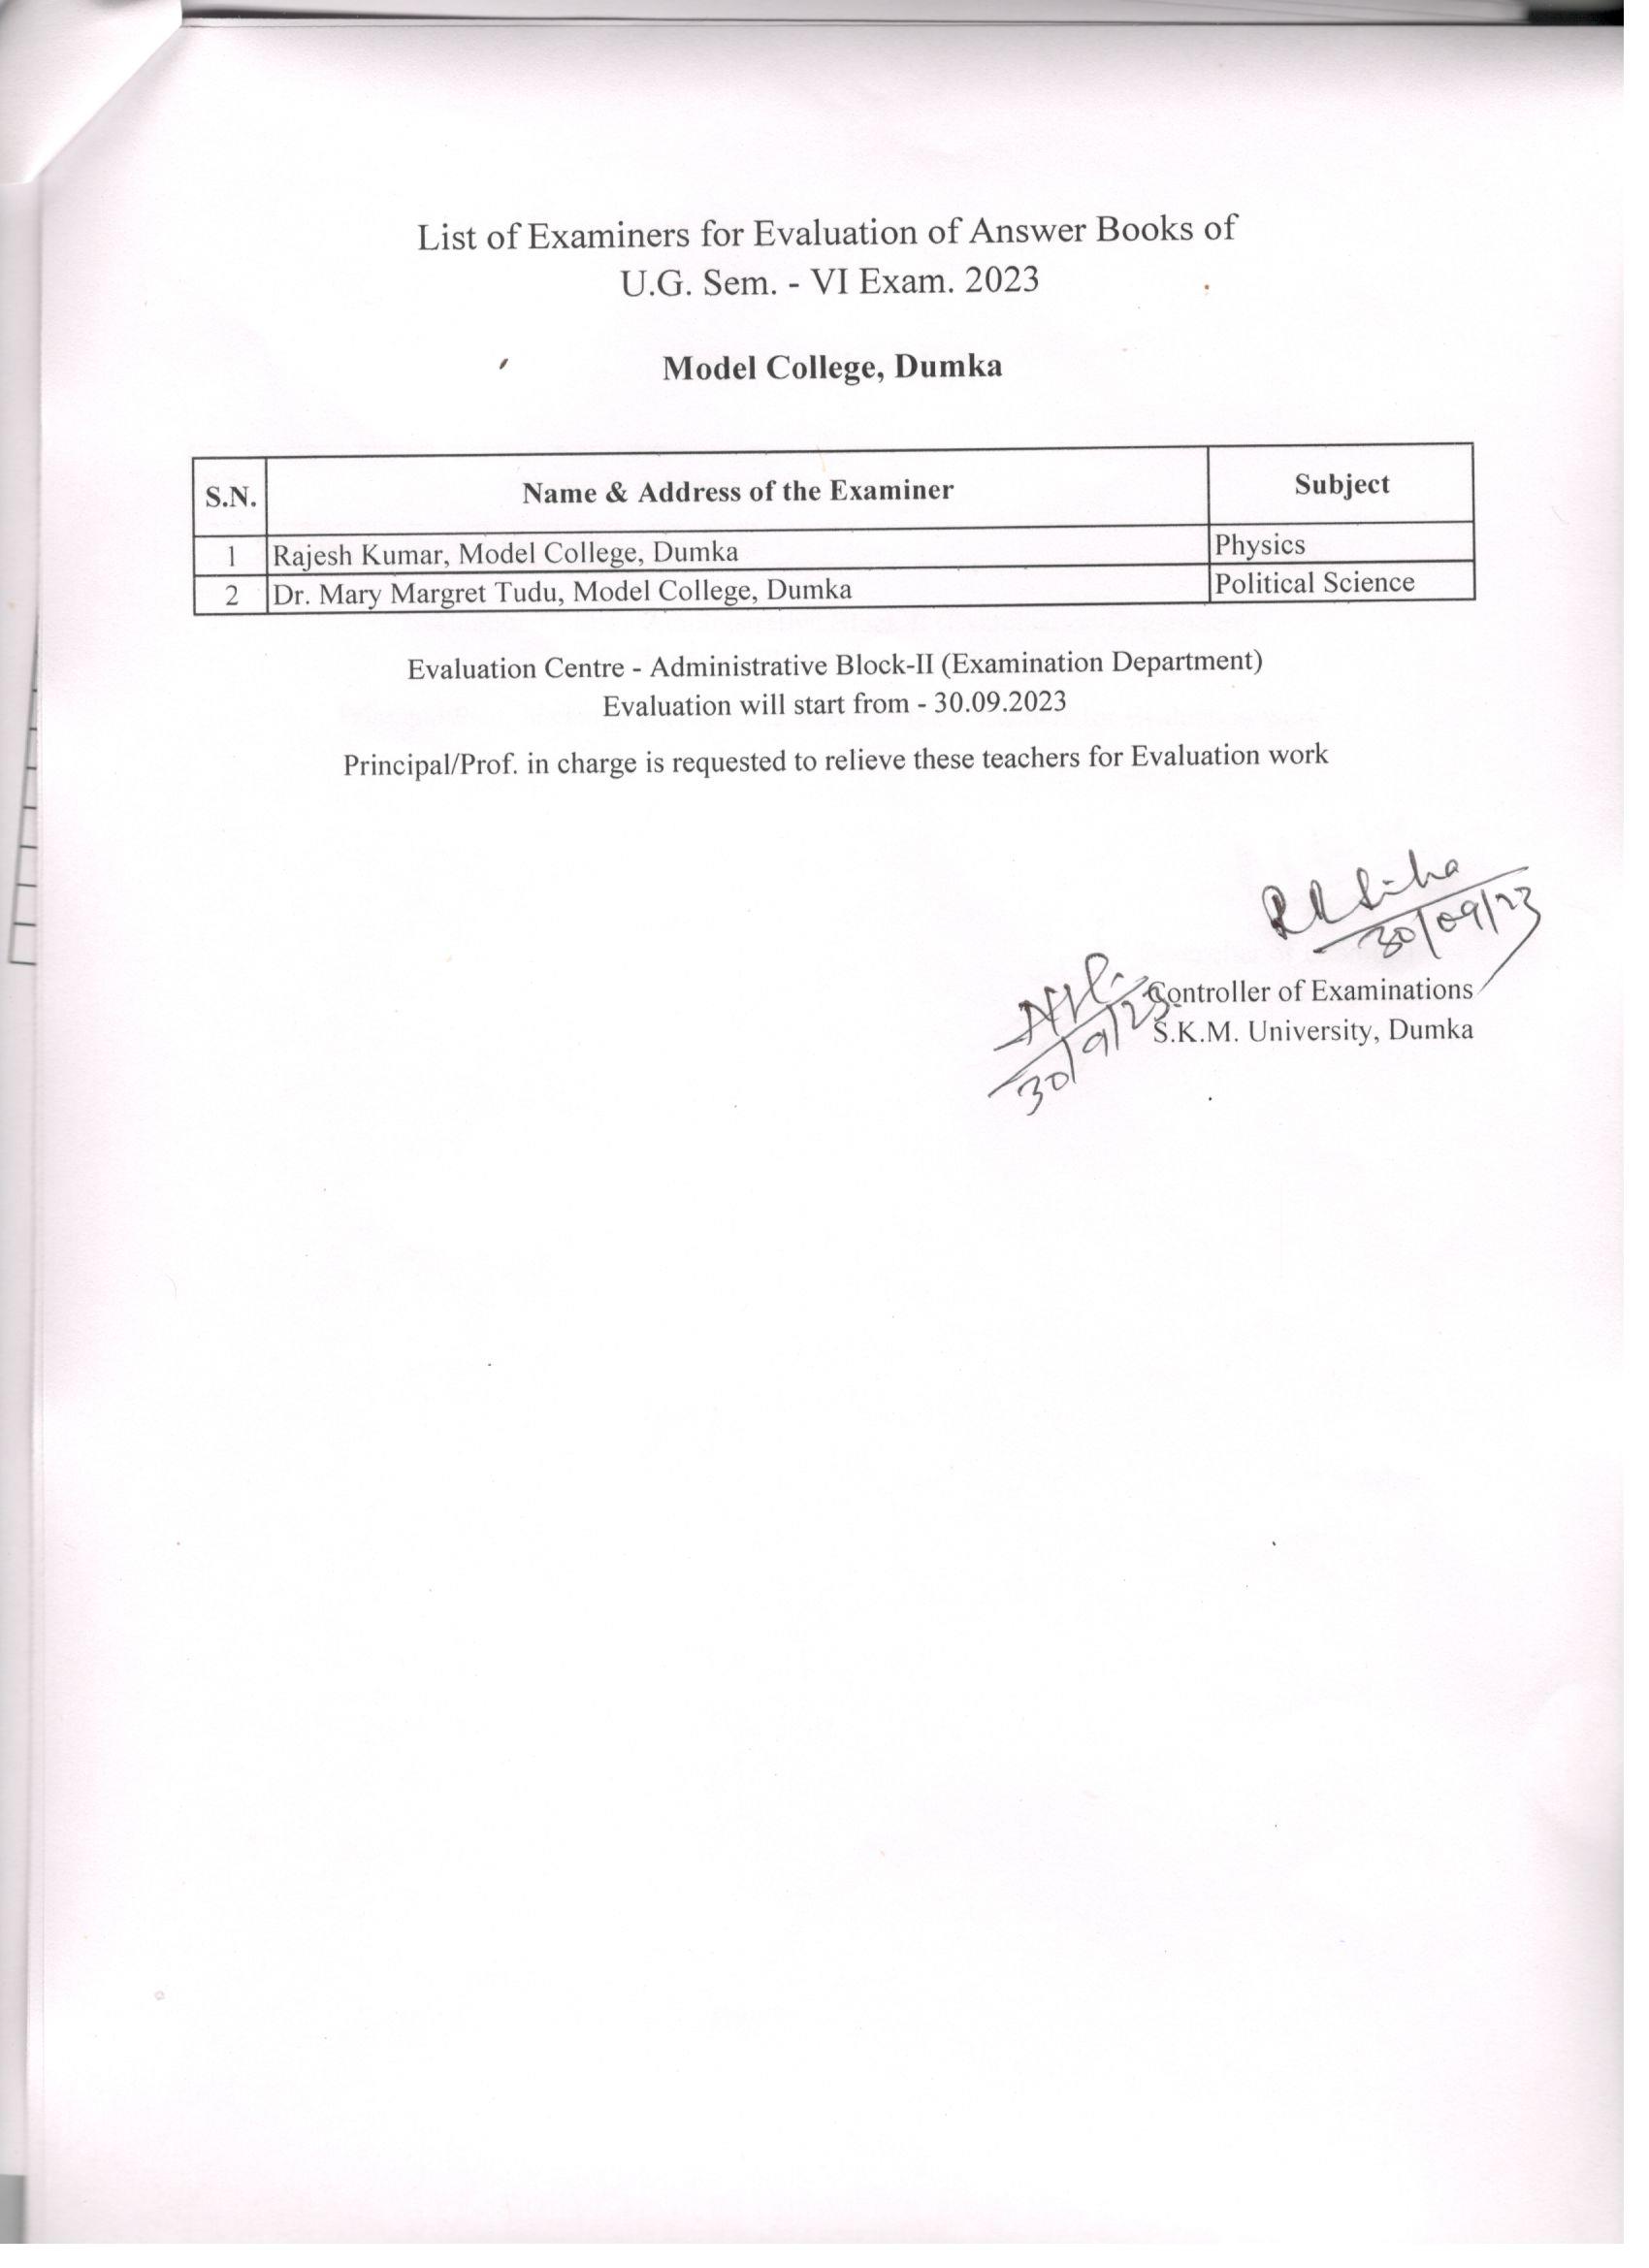 List of Examiners for Evaluation of Answer Books of
U.G. Sem. - VI Exam. 2023
Model College, Dumka
S.N. Name & Address of the Examiner Subject
1 Rajesh Kumar, Model College, Dumka Physics
2 Dr. Mary Margret Tudu, Model College, Dumka Political Science
Evaluation Centre - Administrative Block-II (Examination Department)
Evaluation will start from - 30.09.2023
Principal/Prof. in charge is requested to relieve these teachers for Evaluation work
30/09/23
Controller of Examinations
S.K.M. University, Dumka
30/9/23